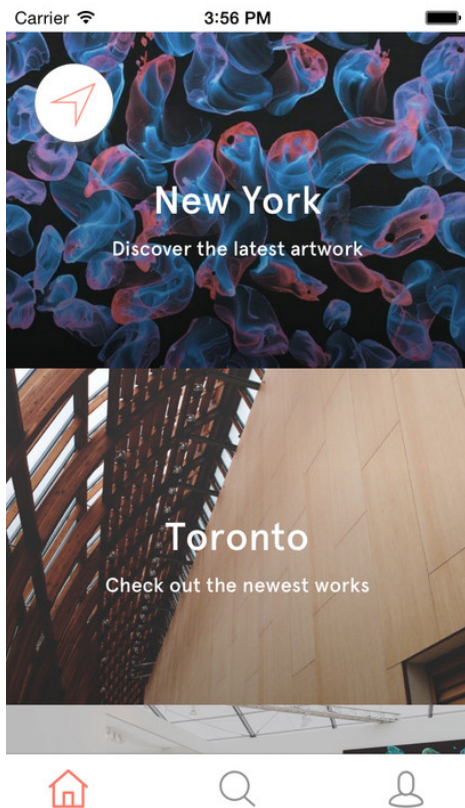 Carrier 3:56 PM
New York
Discover the latest artwork
Toronto
Check out the newest works